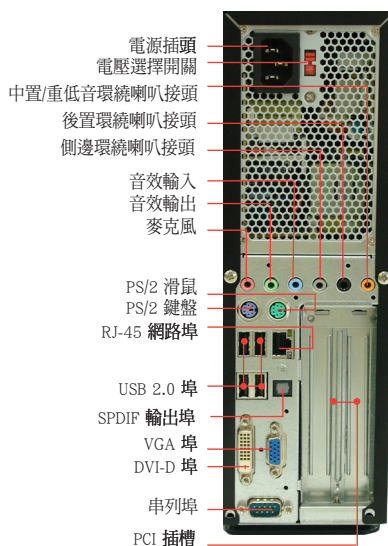 電源插頭
電壓選擇開關
中置/重低音環繞喇叭接頭
後置環繞喇叭接頭
側邊環繞喇叭接頭
音效輸入
音效輸出
麥克風
PS/2 滑鼠
PS/2 鍵盤
RJ-45 網路埠
USB 2.0 埠
SPDIF 輸出埠
VGA 埠
DVI-D 埠
串列埠
PCI 插槽